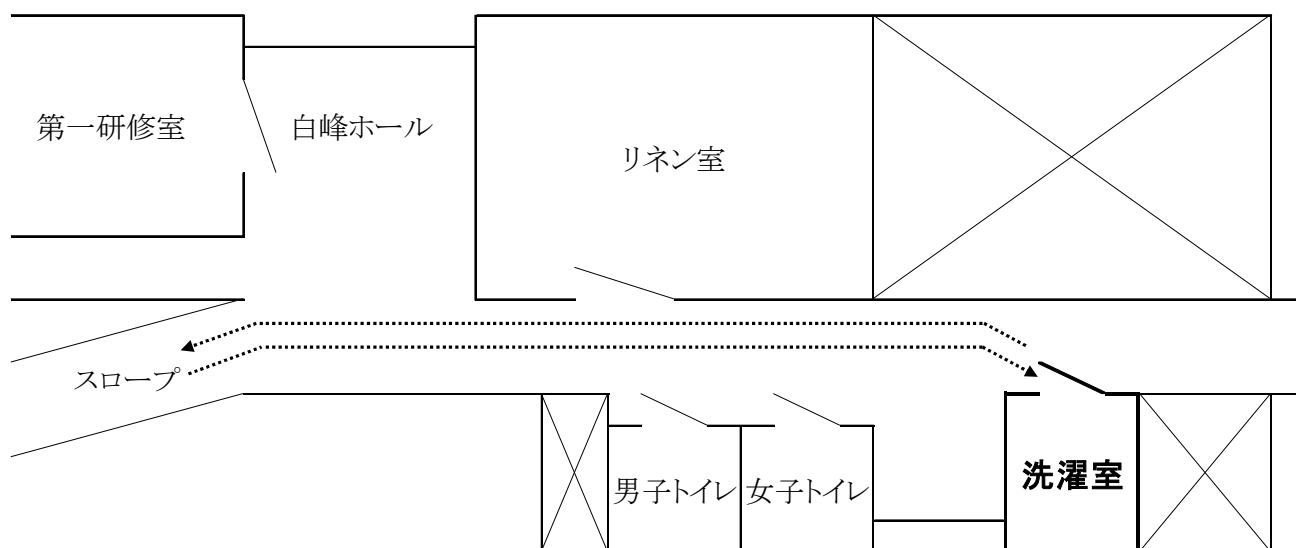 第一研修室
白峰ホール
リネン室
スロープ
男子トイレ
女子トイレ
洗濯室